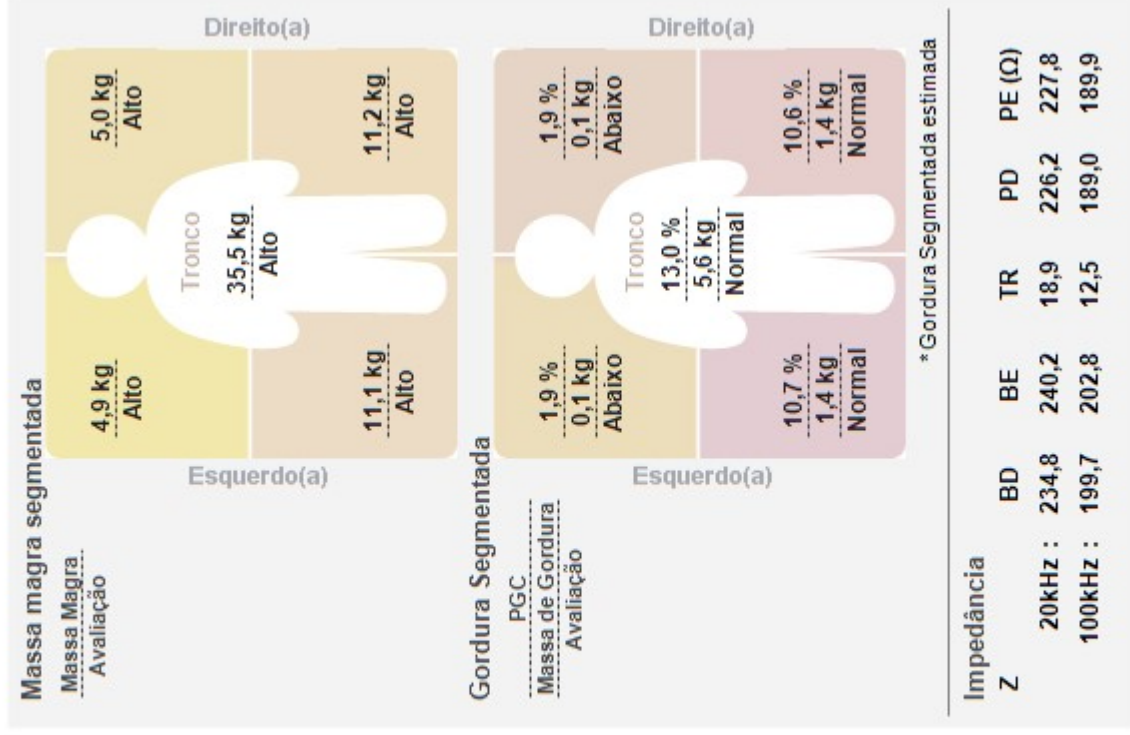 Massa magra segmentada
Massa Magra
Avaliação
Esquerdo(a)
Direito(a)
4,9 kg
Alto
5,0 kg
Alto
Tronco
35,5 kg
Alto
11,1 kg
Alto
11,2 kg
Alto
Gordura Segmentada
PGC
Massa de Gordura
Avaliação
Esquerdo(a)
Direito(a)
1,9 %
0,1 kg
Abaixo
1,9 %
0,1 kg
Abaixo
Tronco
13,0 %
5,6 kg
Normal
10,7 %
1,4 kg
Normal
10,6 %
1,4 kg
Normal
*Gordura Segmentada estimada
Impedância
Z BD BE TR PD PE (Ω)
20kHz : 234,8 240,2 18,9 226,2 227,8
100kHz : 199,7 202,8 12,5 189,0 189,9